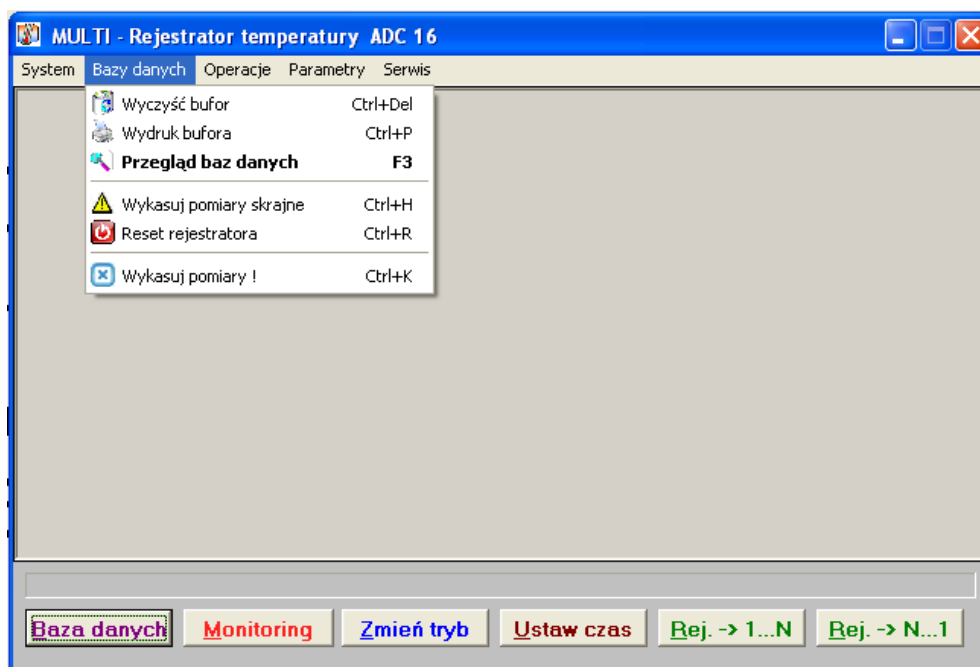 MULTI - Rejestrator temperatury ADC 16
System Bazy danych Operacje Parametry Serwis
Wyczyść bufor Ctrl+Del
Wydruk bufora Ctrl+P
Przegląd baz danych F3
Wykasuj pomiary skrajne Ctrl+H
Reset rejestratora Ctrl+R
Wykasuj pomiary ! Ctrl+K
Baza danych Monitoring Zmień tryb Ustaw czas Rej. -> 1...N Rej. -> N...1